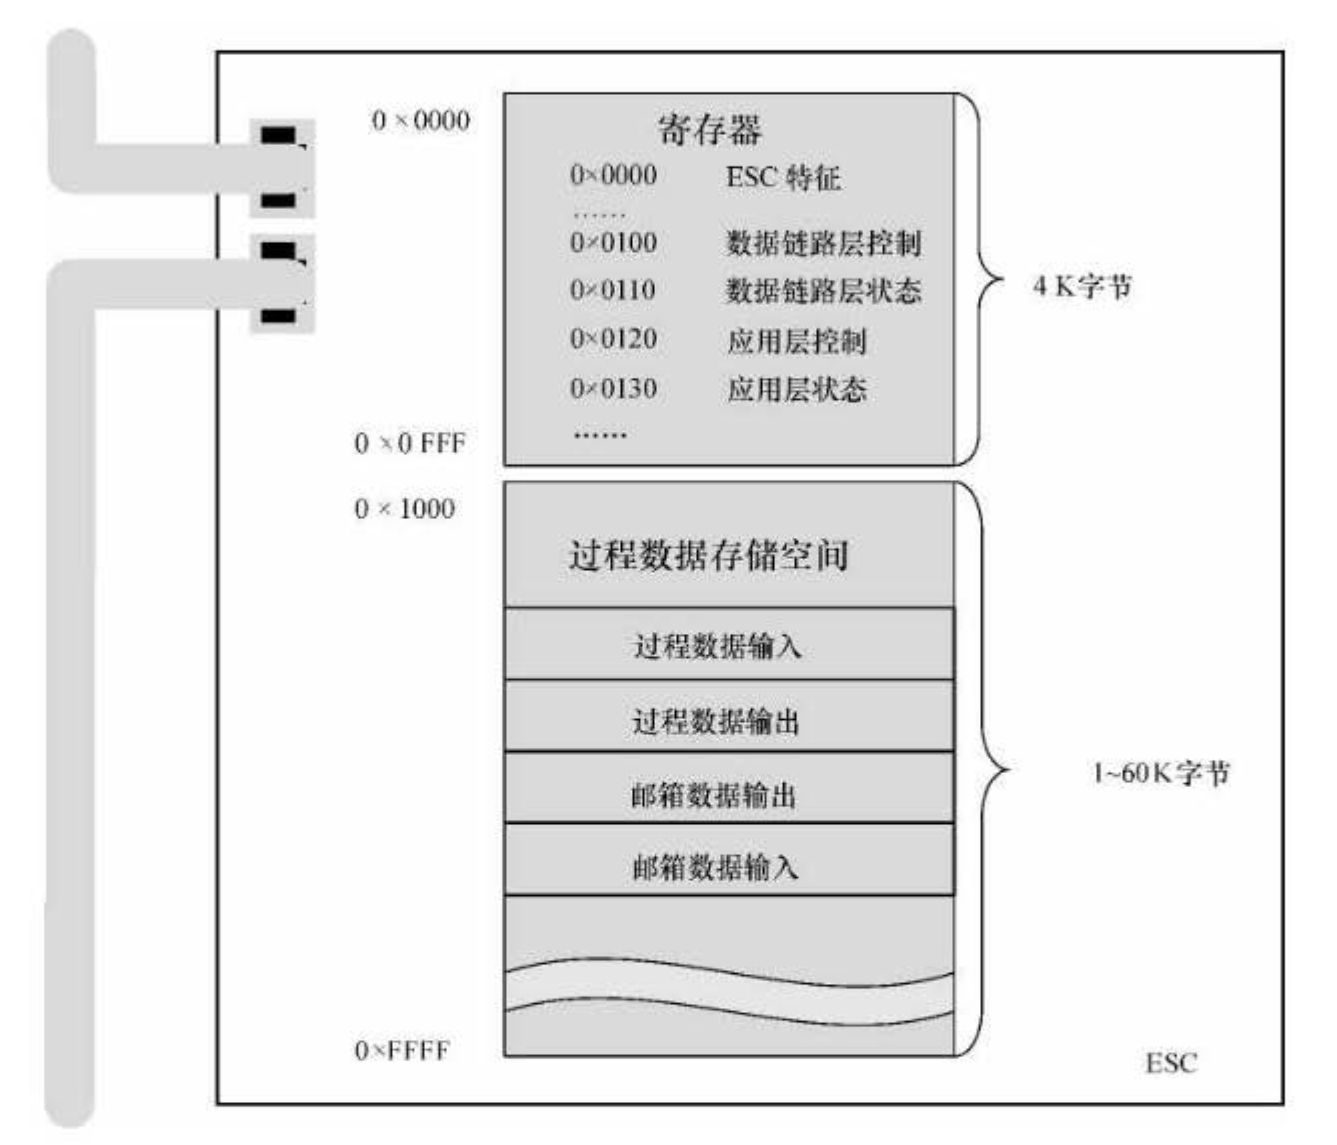 0×0000
寄存器
0×0000 ESC 特征
......
0×0100 数据链路层控制
0×0110 数据链路层状态
4 K字节
0×0120 应用层控制
0×0130 应用层状态
......
0×0 FFF
0×1000
过程数据存储空间
过程数据输入
过程数据输出
1~60K字节
邮箱数据输出
邮箱数据输入
0×FFFF
ESC